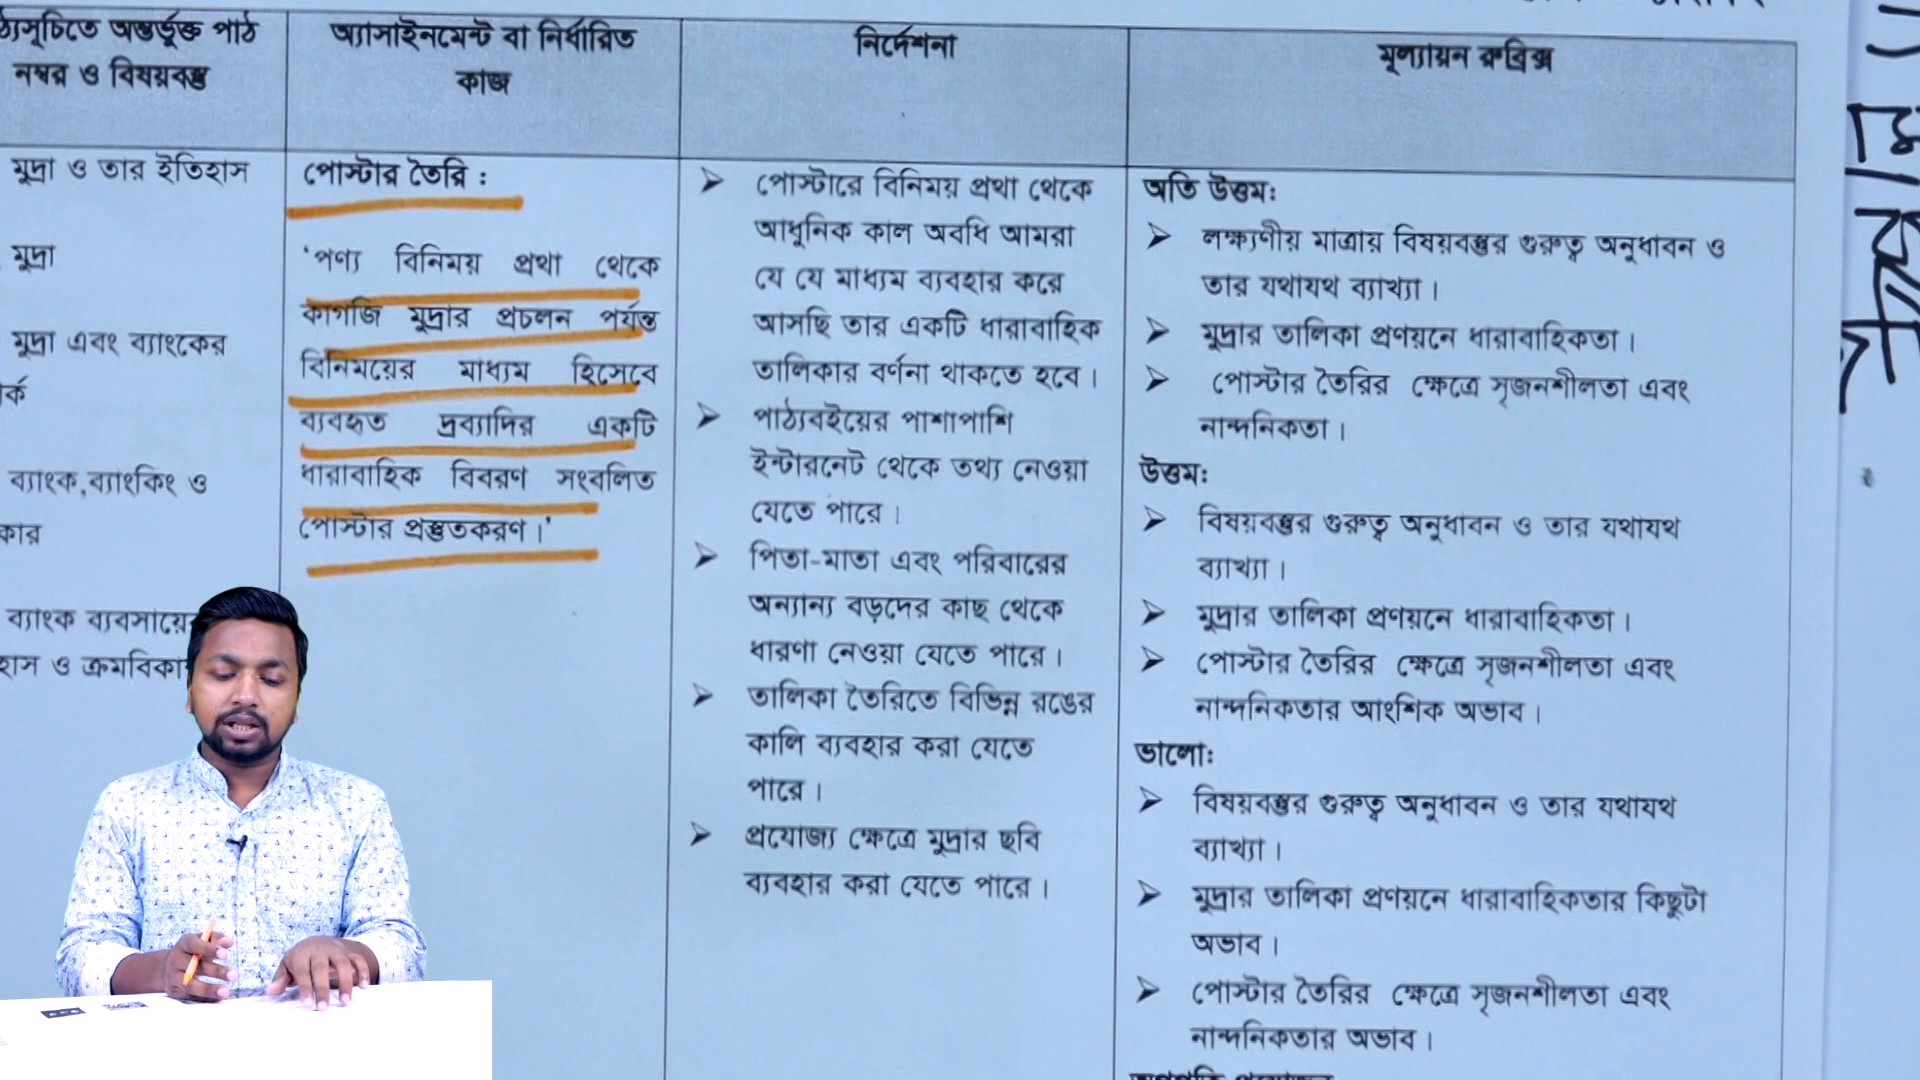 ঠ্যসূচিতে অন্তর্ভুক্ত পাঠ
নম্বর ও বিষয়বস্তু
অ্যাসাইনমেন্ট বা নির্ধারিত
কাজ
নির্দেশনা
মূল্যায়ন রুব্রিক্স
মুদ্রা ও তার ইতিহাস
মুদ্রা
মুদ্রা এবং ব্যাংকের
র্ক
ব্যাংক,ব্যাংকিং ও
কার
ব্যাংক ব্যবসায়ে
হাস ও ক্রমবিকা
পোস্টার তৈরি :
‘পণ্য বিনিময় প্রথা থেকে
কাগজি মুদ্রার প্রচলন পর্যন্ত
বিনিময়ের মাধ্যম হিসেবে
ব্যবহৃত দ্রব্যাদির একটি
ধারাবাহিক বিবরণ সংবলিত
পোস্টার প্রস্তুতকরণ।’
➢ পোস্টারে বিনিময় প্রথা থেকে
আধুনিক কাল অবধি আমরা
যে যে মাধ্যম ব্যবহার করে
আসছি তার একটি ধারাবাহিক
তালিকার বর্ণনা থাকতে হবে।
➢ পাঠ্যবইয়ের পাশাপাশি
ইন্টারনেট থেকে তথ্য নেওয়া
যেতে পারে।
➢ পিতা-মাতা এবং পরিবারের
অন্যান্য বড়দের কাছ থেকে
ধারণা নেওয়া যেতে পারে।
➢ তালিকা তৈরিতে বিভিন্ন রঙের
কালি ব্যবহার করা যেতে
পারে।
➢ প্রযোজ্য ক্ষেত্রে মুদ্রার ছবি
ব্যবহার করা যেতে পারে।
অতি উত্তম:
➢ লক্ষ্যণীয় মাত্রায় বিষয়বস্তুর গুরুত্ব অনুধাবন ও
তার যথাযথ ব্যাখ্যা।
➢ মুদ্রার তালিকা প্রণয়নে ধারাবাহিকতা।
➢ পোস্টার তৈরির ক্ষেত্রে সৃজনশীলতা এবং
নান্দনিকতা।
উত্তম:
➢ বিষয়বস্তুর গুরুত্ব অনুধাবন ও তার যথাযথ
ব্যাখ্যা।
➢ মুদ্রার তালিকা প্রণয়নে ধারাবাহিকতা।
➢ পোস্টার তৈরির ক্ষেত্রে সৃজনশীলতা এবং
নান্দনিকতার আংশিক অভাব।
ভালো:
➢ বিষয়বস্তুর গুরুত্ব অনুধাবন ও তার যথাযথ
ব্যাখ্যা।
➢ মুদ্রার তালিকা প্রণয়নে ধারাবাহিকতার কিছুটা
অভাব।
➢ পোস্টার তৈরির ক্ষেত্রে সৃজনশীলতা এবং
নান্দনিকতার অভাব।